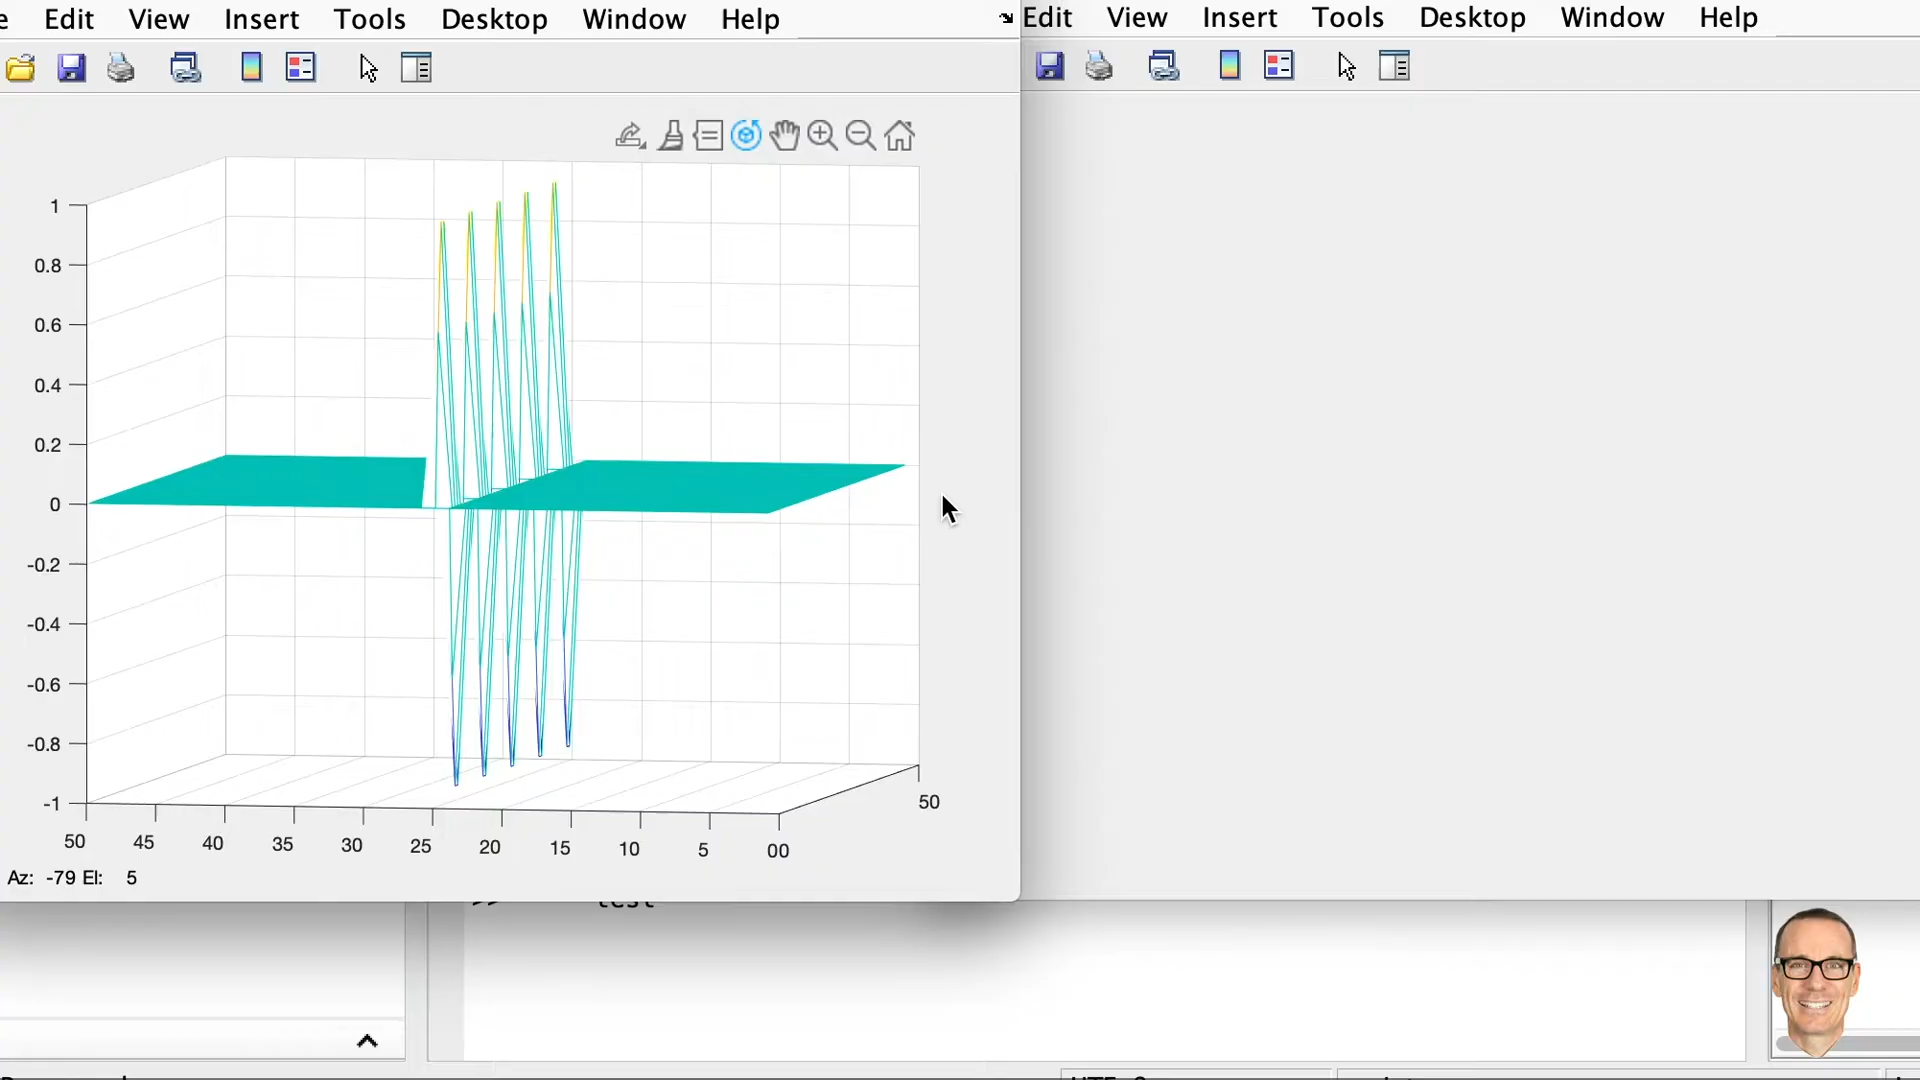 Edit View Insert Tools Desktop Window Help
Edit View Insert Tools Desktop Window Help
1
0.8
0.6
0.4
0.2
0
-0.2
-0.4
-0.6
-0.8
-1
50
50 45 40 35 30 25 20 15 10 5 00
Az: -79 El: 5
>> test